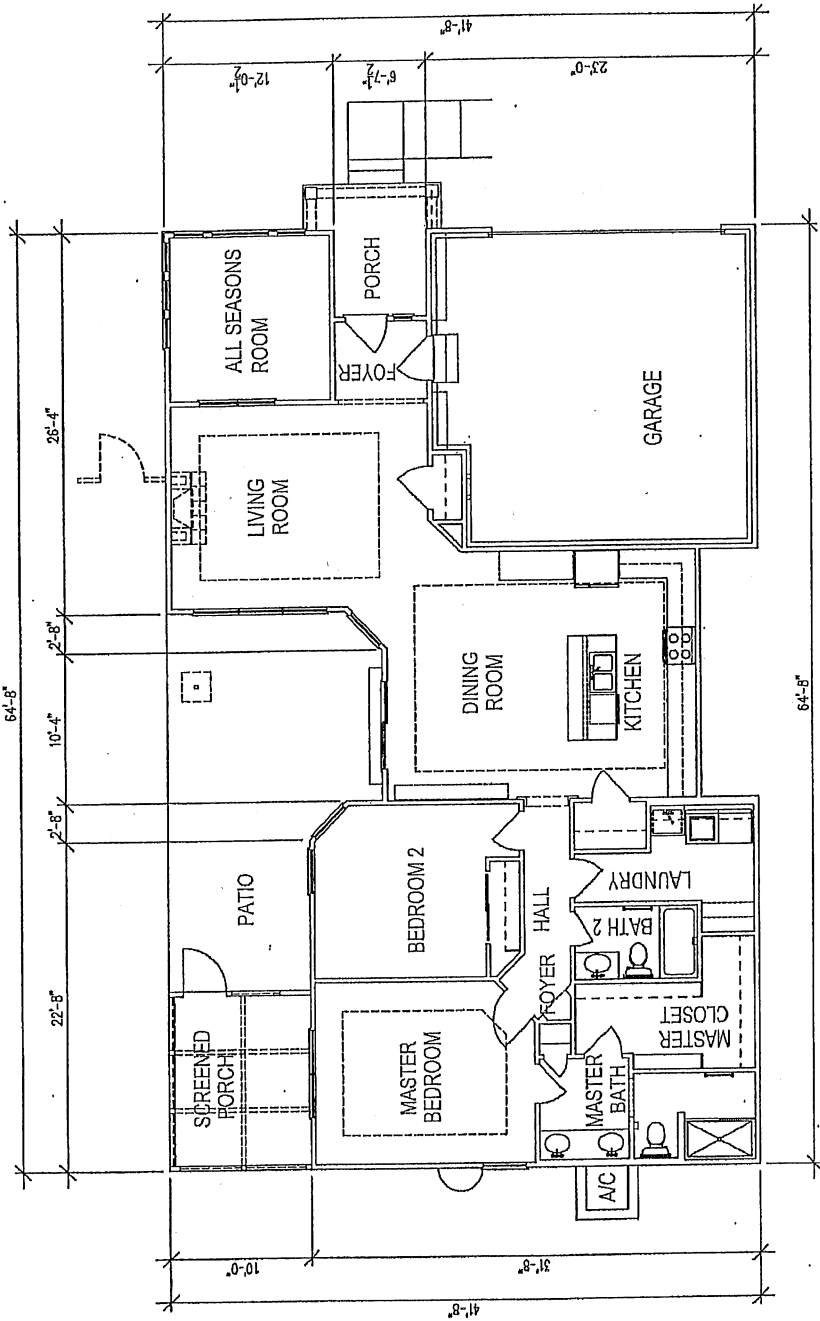 64'-8"
22'-8"
2'-8"
10'-4"
2'-8"
26'-4"
41'-8"
10'-0"
31'-8"
12'-0½"
6'-7½"
23'-0"
41'-8"
64'-8"
SCREENED
PORCH
PATIO
MASTER
BEDROOM
BEDROOM 2
LIVING
ROOM
ALL SEASONS
ROOM
PORCH
FOYER
HALL
FOYER
DINING
ROOM
KITCHEN
GARAGE
MASTER
BATH
MASTER
CLOSET
BATH 2
LAUNDRY
A/C